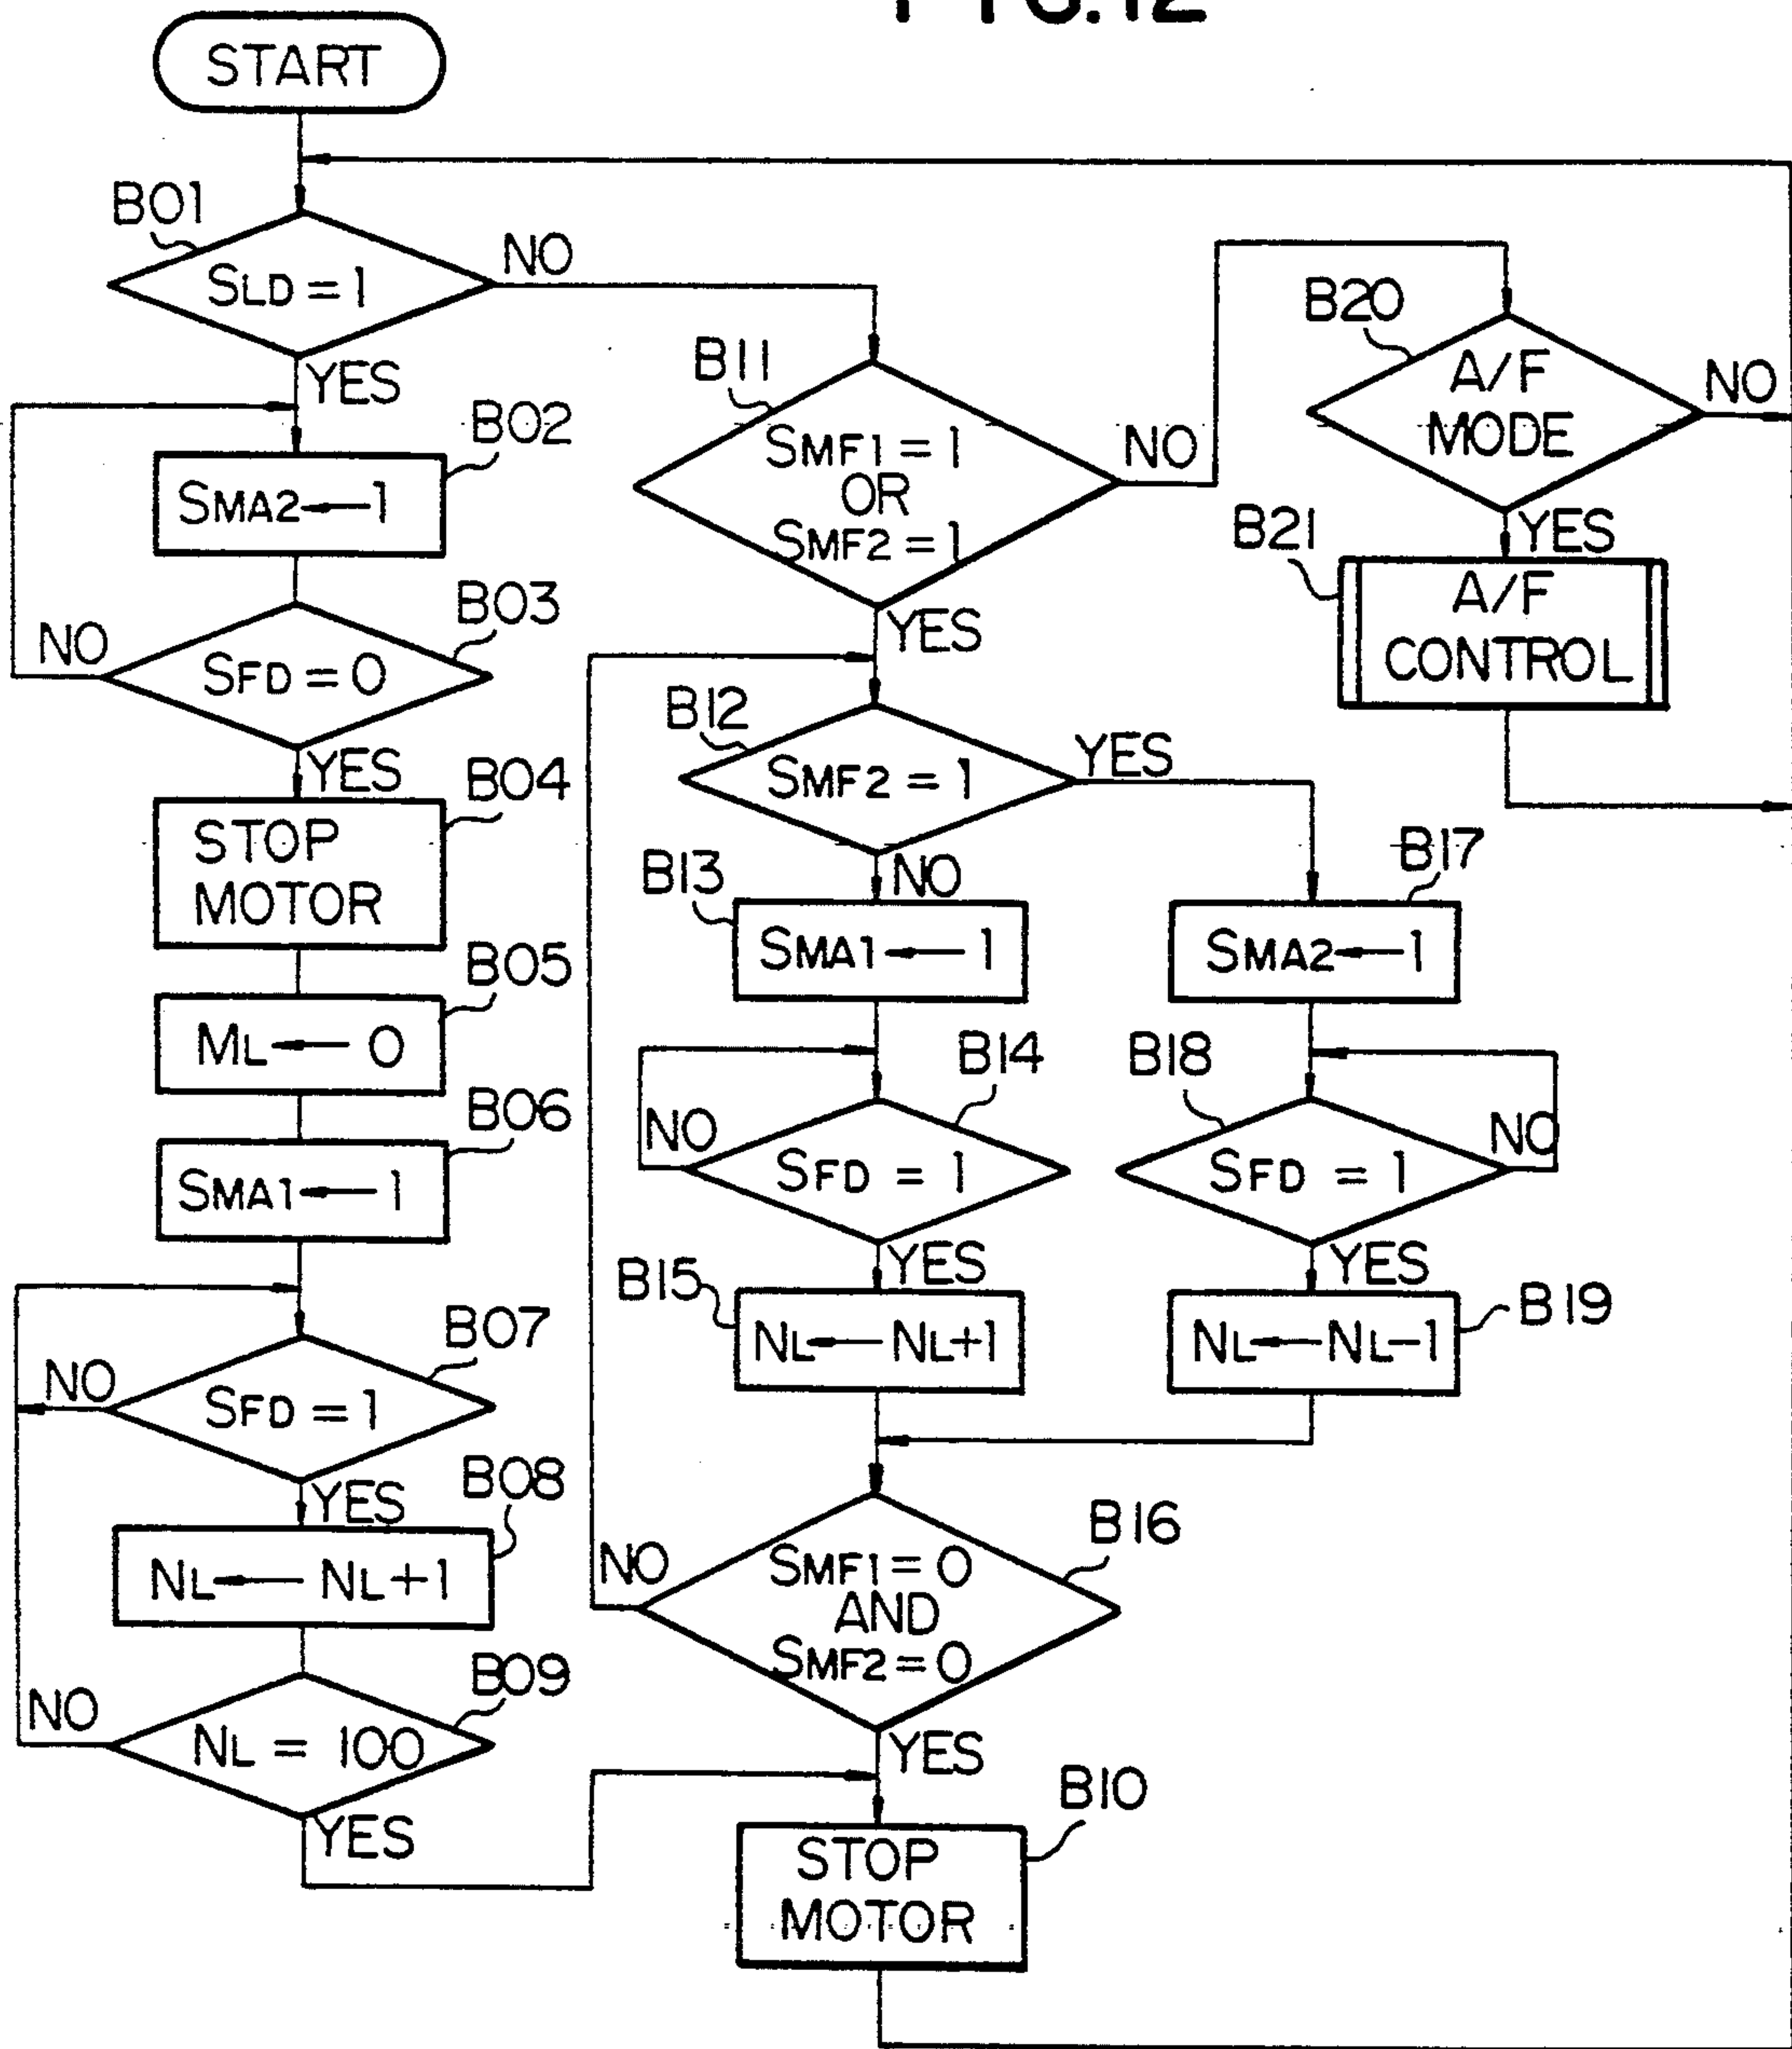 FIG.12
START
B01
SLD = 1
NO
YES
B02
SMA2 ← 1
B03
NO
SFD = 0
YES
B04
STOP
MOTOR
B05
ML ← 0
B06
SMA1 ← 1
B07
NO
SFD = 1
YES
B08
NL ← NL+1
B09
NO
NL = 100
YES
B11
SMF1 = 1
OR
SMF2 = 1
NO
YES
B12
SMF2 = 1
YES
NO
B13
SMA1 ← 1
B14
NO
SFD = 1
YES
B15
NL ← NL+1
B16
NO
SMF1 = 0
AND
SMF2 = 0
YES
B10
STOP
MOTOR
B17
SMA2 ← 1
B18
NO
SFD = 1
YES
B19
NL ← NL-1
B20
A/F
MODE
NO
YES
B21
A/F
CONTROL